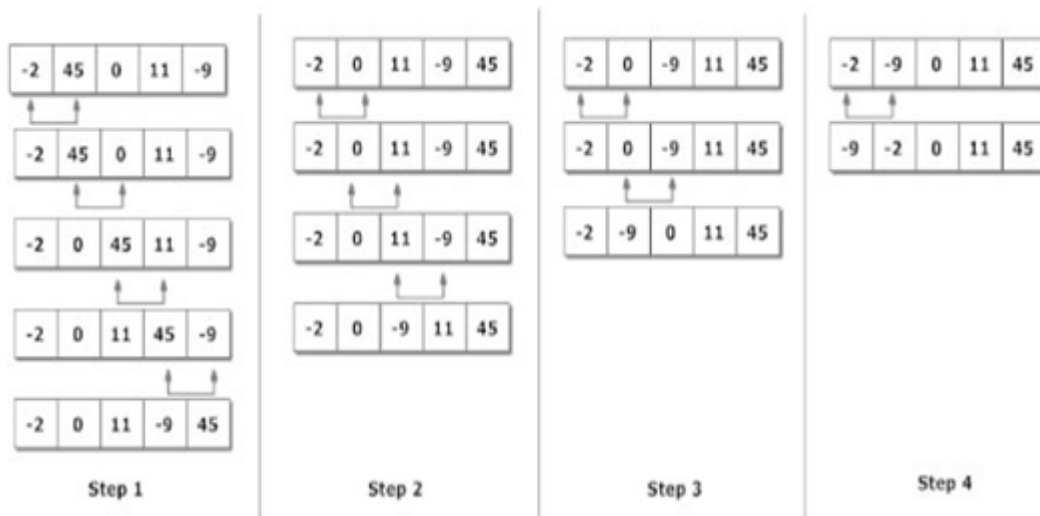 -2 45 0 11 -9
-2 45 0 11 -9
-2 0 45 11 -9
-2 0 11 45 -9
-2 0 11 -9 45
Step 1
-2 0 11 -9 45
-2 0 11 -9 45
-2 0 11 -9 45
-2 0 -9 11 45
Step 2
-2 0 -9 11 45
-2 0 -9 11 45
-2 -9 0 11 45
Step 3
-2 -9 0 11 45
-9 -2 0 11 45
Step 4